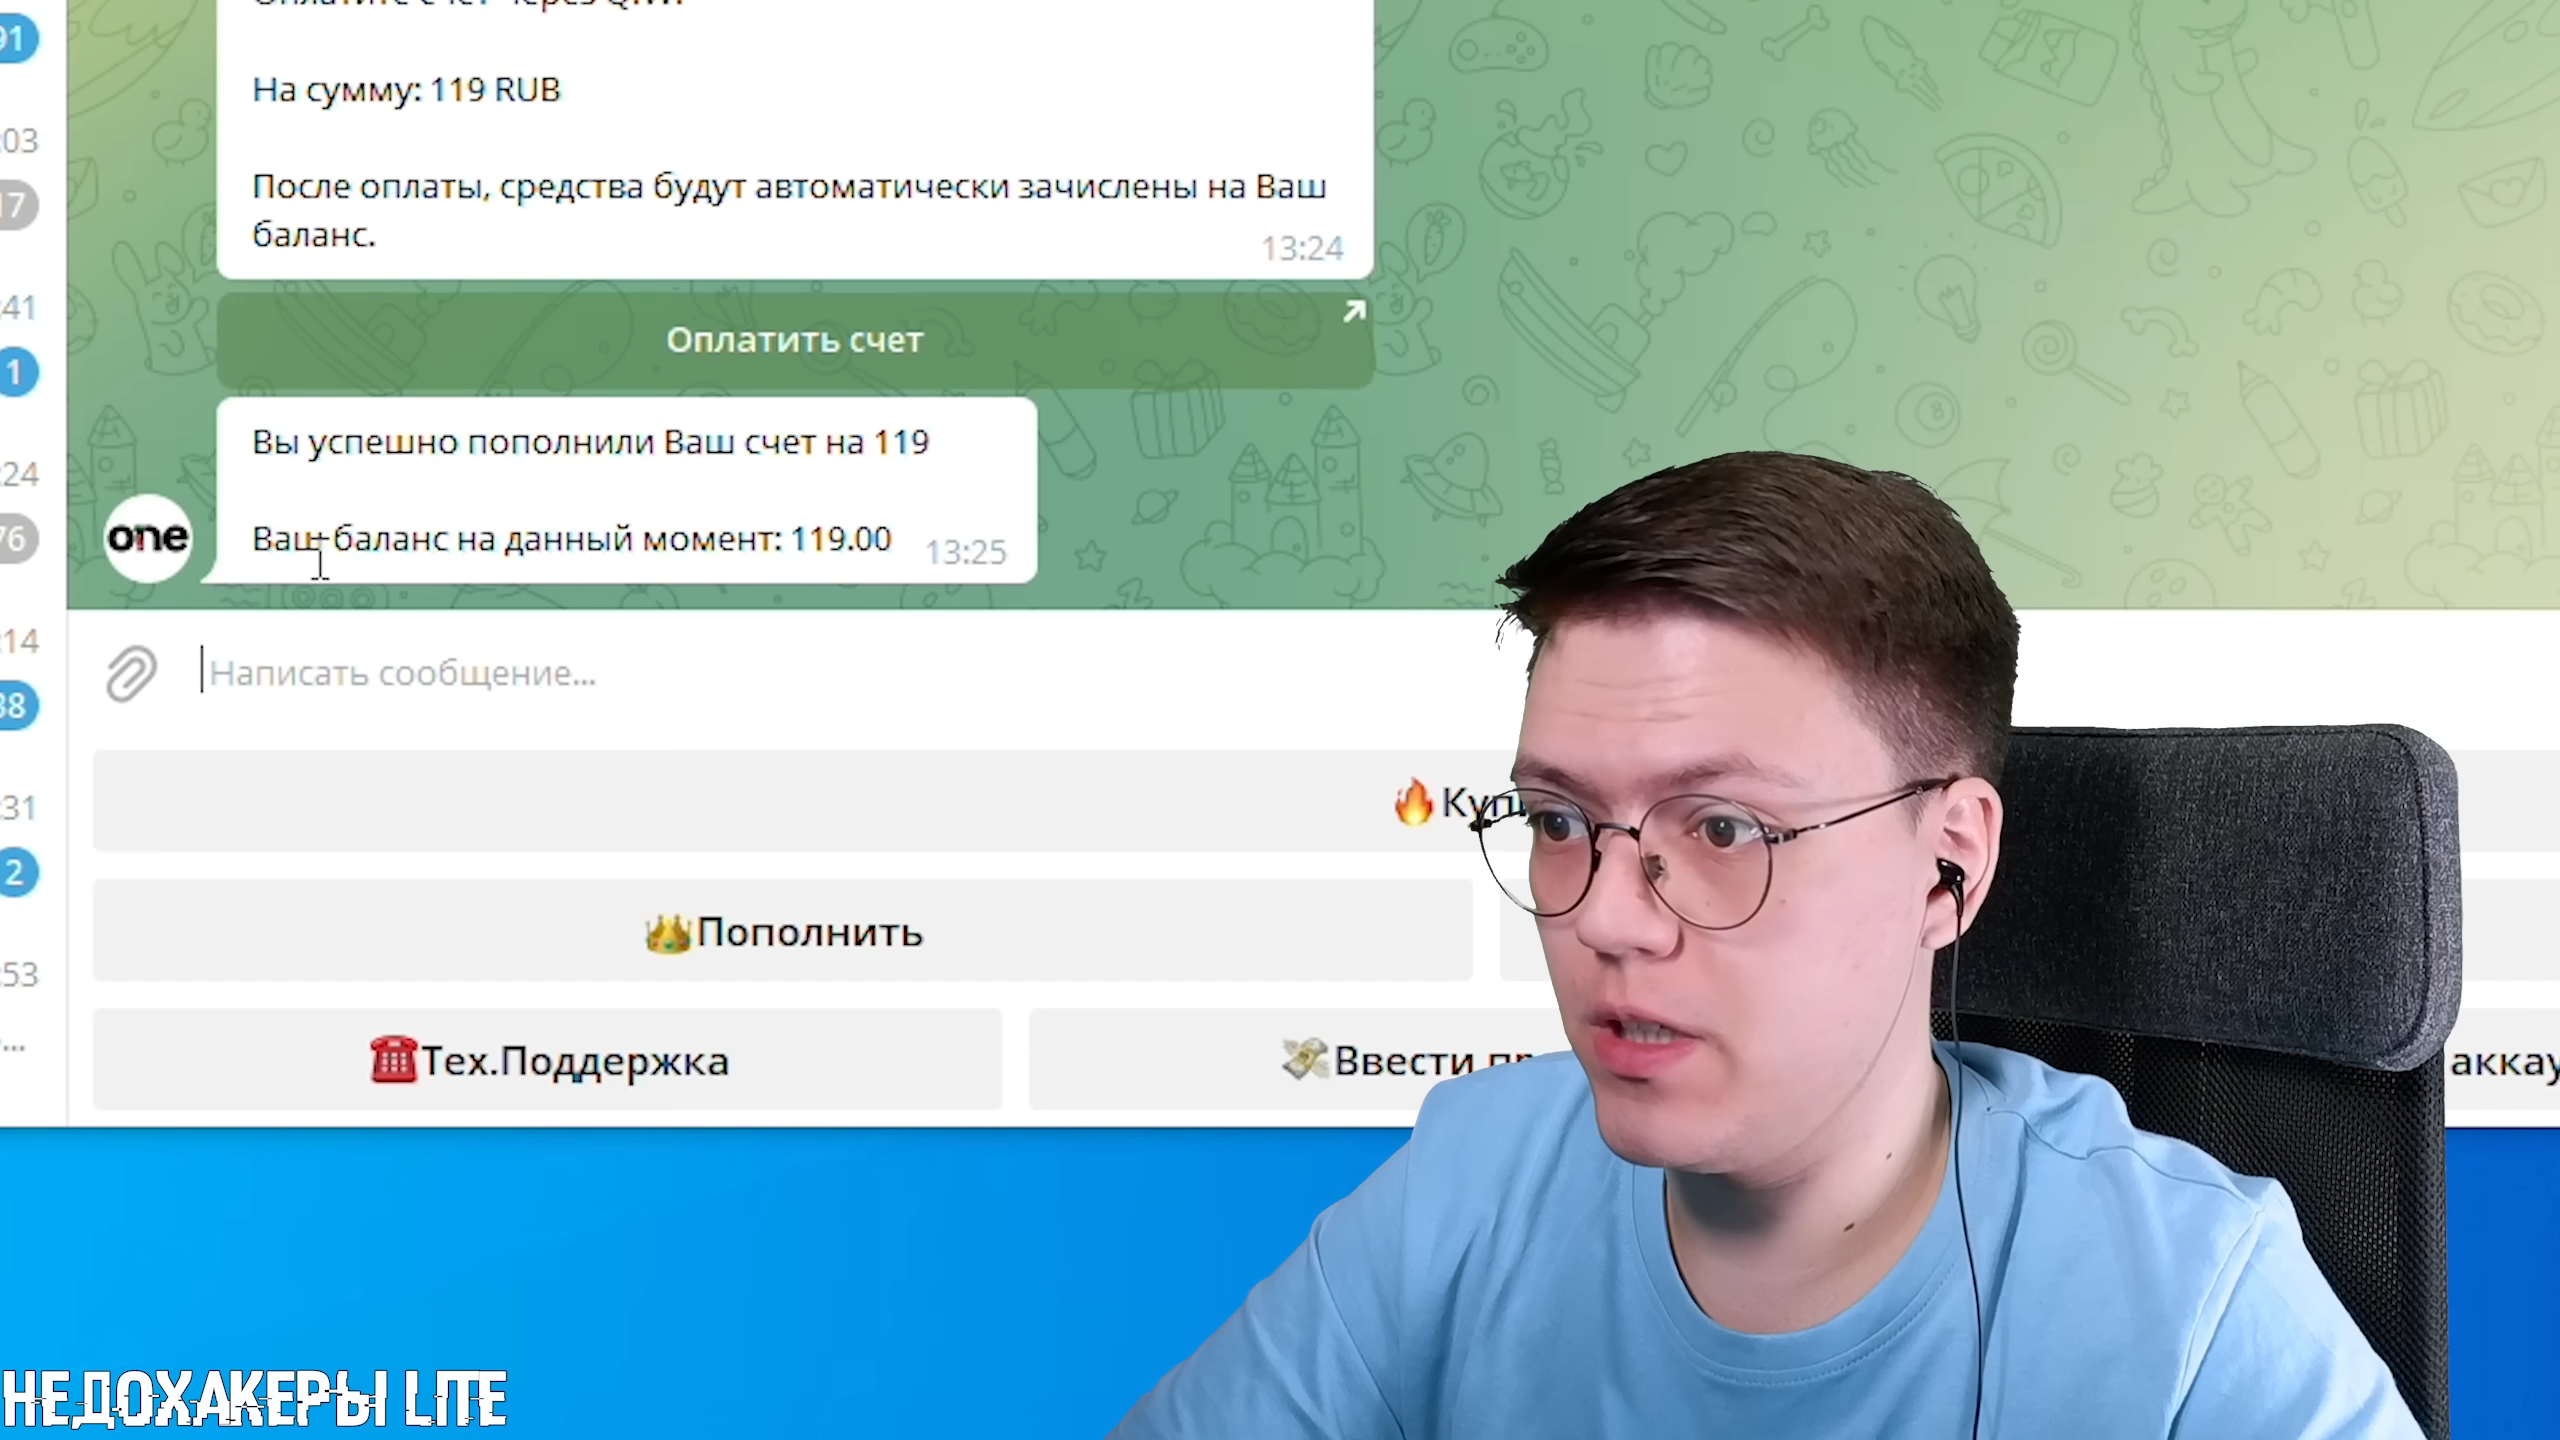 На сумму: 119 RUB
После оплаты, средства будут автоматически зачислены на Ваш
баланс.
13:24
Оплатить счет
Вы успешно пополнили Ваш счет на 119
one
Ваш баланс на данный момент: 119.00
13:25
Написать сообщение...
Пополнить
Тех.Поддержка
Ввести
НЕДОХАКЕРЫ LITE